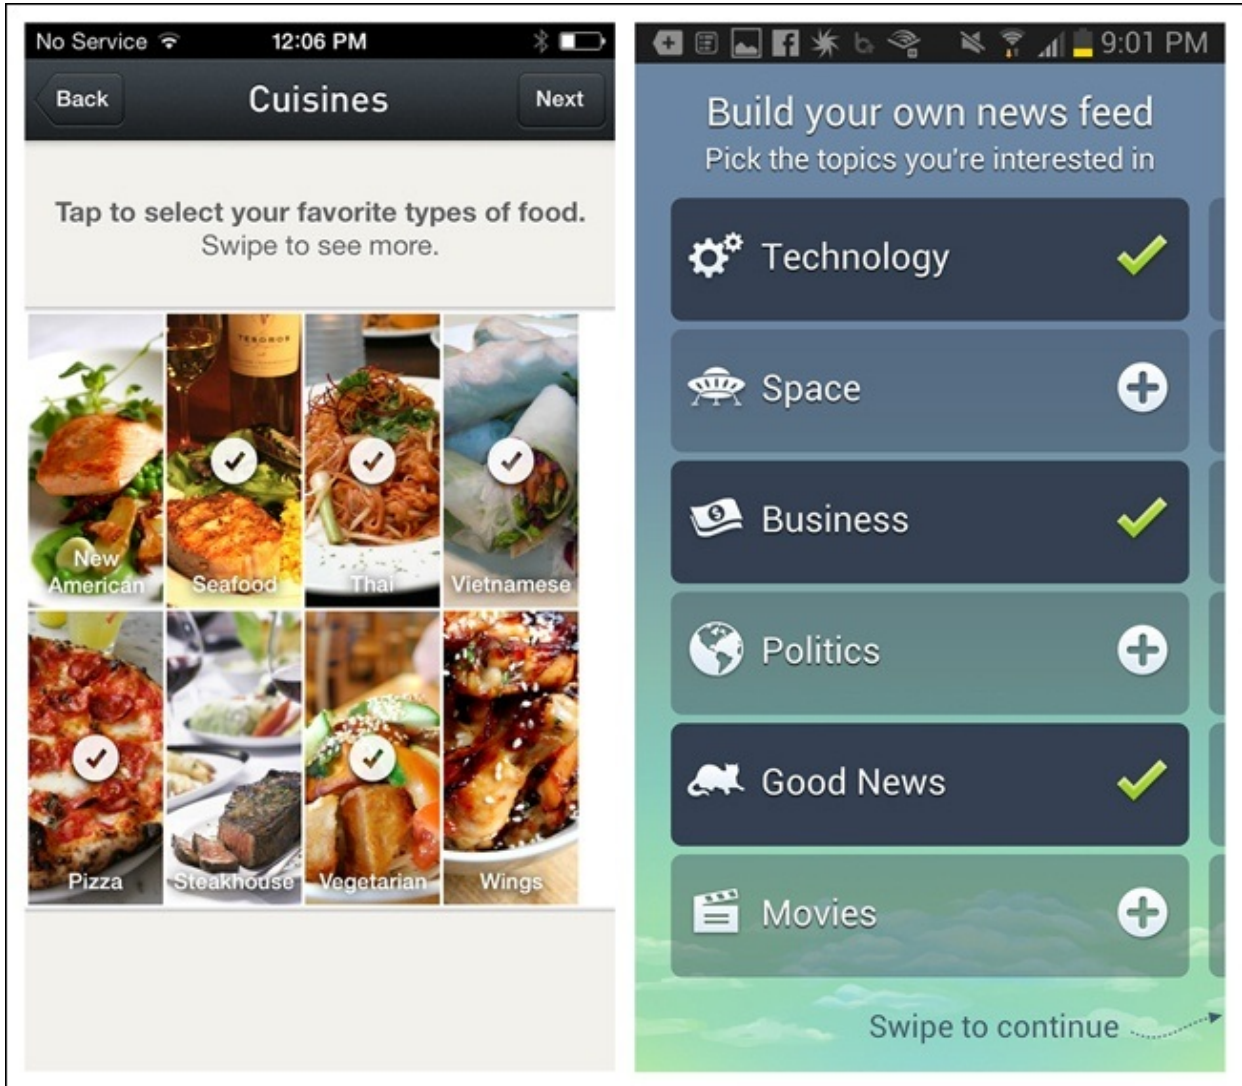 No Service 12:06 PM
Back Cuisines Next
Tap to select your favorite types of food.
Swipe to see more.
TESOROS
New
American
Seafood
Thai
Vietnamese
Pizza
Steakhouse
Vegetarian
Wings
9:01 PM
Build your own news feed
Pick the topics you're interested in
Technology
Space
Business
Politics
Good News
Movies
Swipe to continue